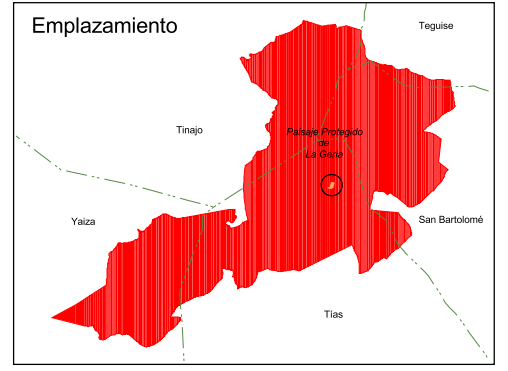 Emplazamiento
Teguise
Tinajo
Paisaje Protegido
de
La Geria
Yaiza
San Bartolomé
Tías